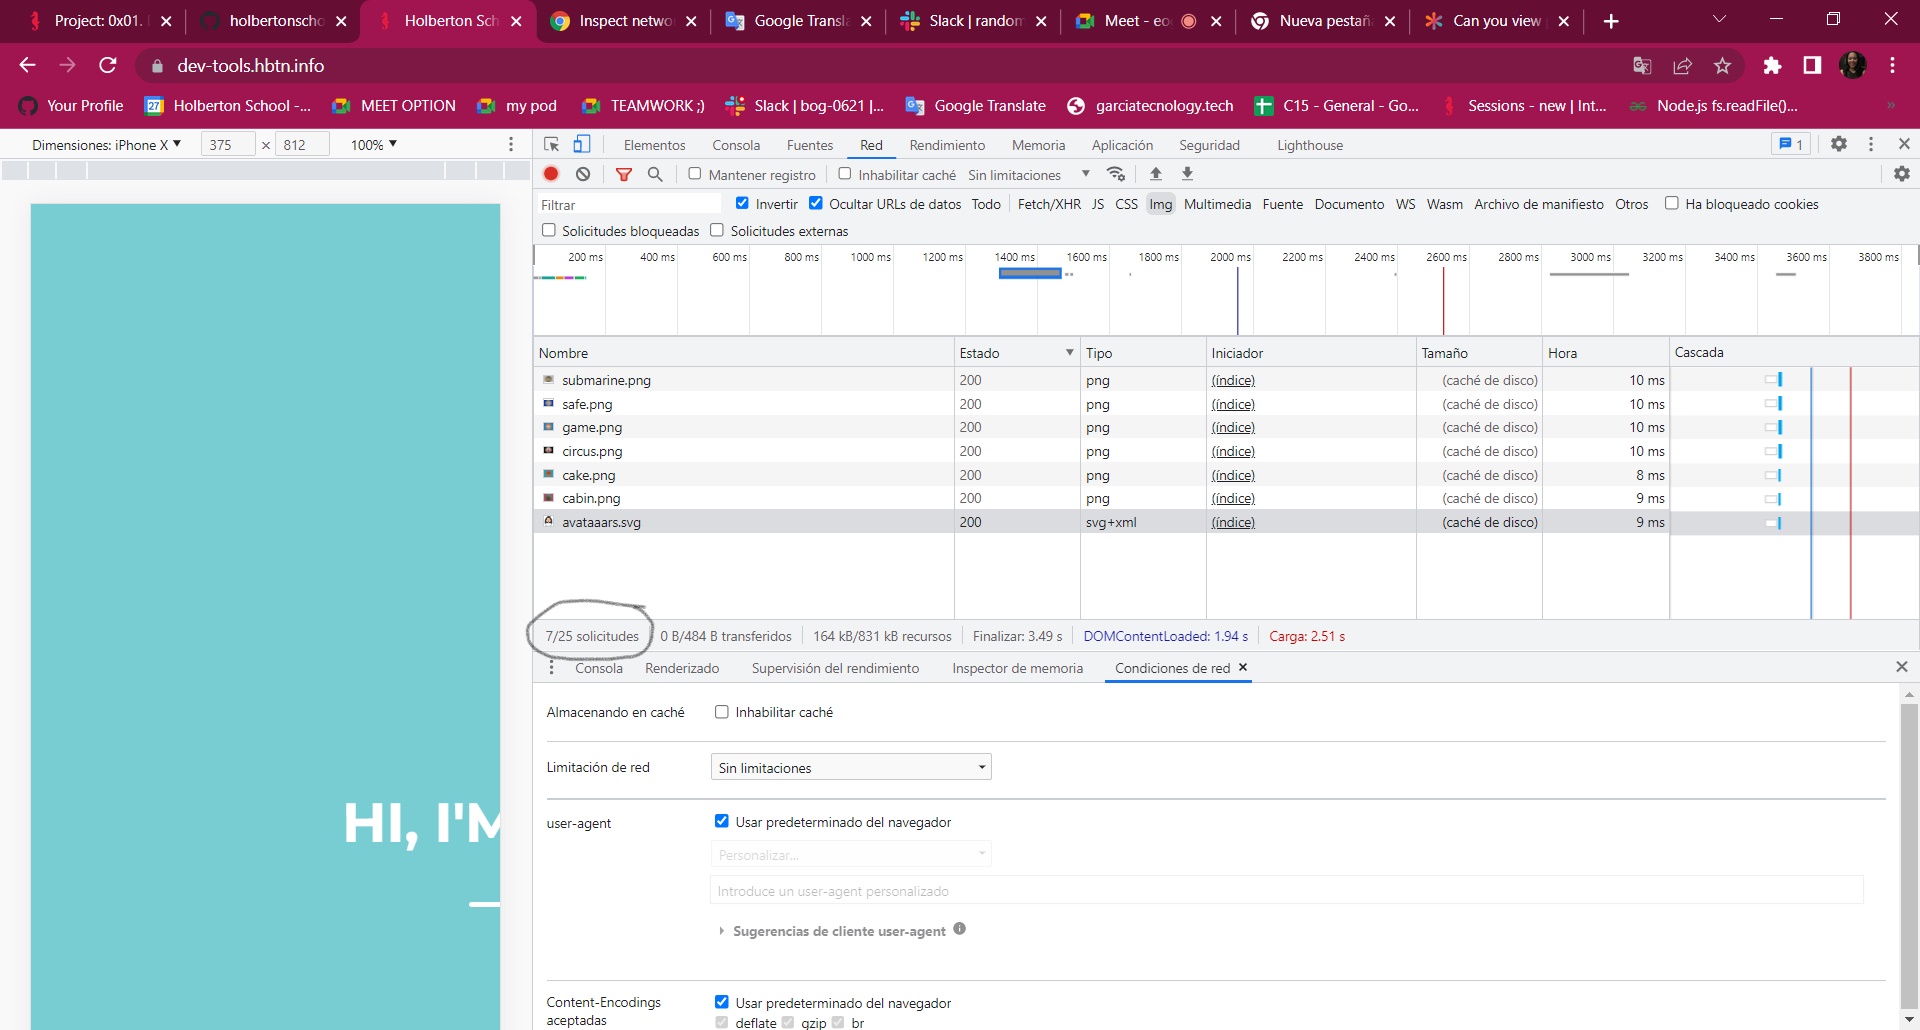 Project: 0x01.
holbertonscho
Holberton Sch
Inspect netwo
Google Transla
Slack | random
Meet - eo
Nueva pestañ
Can you view
dev-tools.hbtn.info
Your Profile
27
Holberton School -...
MEET OPTION
my pod
TEAMWORK ;)
Slack | bog-0621 |...
Google Translate
garciatecnology.tech
C15 - General - Go...
Sessions - new | Int...
Node.js fs.readFile()...
»
Dimensiones: iPhone X ▼
375 × 812
100% ▼
Elementos
Consola
Fuentes
Red
Rendimiento
Memoria
Aplicación
Seguridad
Lighthouse
1
Mantener registro
Inhabilitar caché
Sin limitaciones
Filtrar
Invertir
Ocultar URLs de datos
Todo
Fetch/XHR
JS
CSS
Img
Multimedia
Fuente
Documento
WS
Wasm
Archivo de manifiesto
Otros
Ha bloqueado cookies
Solicitudes bloqueadas
Solicitudes externas
200 ms 400 ms 600 ms 800 ms 1000 ms 1200 ms 1400 ms 1600 ms 1800 ms 2000 ms 2200 ms 2400 ms 2600 ms 2800 ms 3000 ms 3200 ms 3400 ms 3600 ms 3800 ms
Nombre Estado Tipo Iniciador Tamaño Hora Cascada
submarine.png 200 png (índice) (caché de disco) 10 ms
safe.png 200 png (índice) (caché de disco) 10 ms
game.png 200 png (índice) (caché de disco) 10 ms
circus.png 200 png (índice) (caché de disco) 10 ms
cake.png 200 png (índice) (caché de disco) 8 ms
cabin.png 200 png (índice) (caché de disco) 9 ms
avataaars.svg 200 svg+xml (índice) (caché de disco) 9 ms
7/25 solicitudes
0 B/484 B transferidos
164 kB/831 kB recursos
Finalizar: 3.49 s
DOMContentLoaded: 1.94 s
Carga: 2.51 s
Consola
Renderizado
Supervisión del rendimiento
Inspector de memoria
Condiciones de red
Almacenando en caché
Inhabilitar caché
Limitación de red
Sin limitaciones
HI, I'M
user-agent
Usar predeterminado del navegador
Personalizar...
Introduce un user-agent personalizado
Sugerencias de cliente user-agent
Content-Encodings
aceptadas
Usar predeterminado del navegador
deflate gzip br